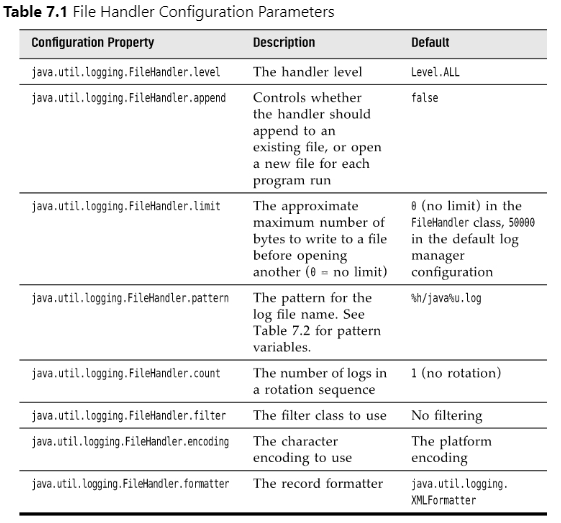 Table 7.1 File Handler Configuration Parameters
Configuration Property Description Default
java.util.logging.FileHandler.level The handler level Level.ALL
java.util.logging.FileHandler.append Controls whether false
the handler should
append to an
existing file, or open
a new file for each
program run
java.util.logging.FileHandler.limit The approximate 0 (no limit) in the
maximum number of FileHandler class, 50000
bytes to write to a file in the default log
before opening manager
another (0 = no limit) configuration
java.util.logging.FileHandler.pattern The pattern for the %h/java%u.log
log file name. See
Table 7.2 for pattern
variables.
java.util.logging.FileHandler.count The number of logs in 1 (no rotation)
a rotation sequence
java.util.logging.FileHandler.filter The filter class to use No filtering
java.util.logging.FileHandler.encoding The character The platform
encoding to use encoding
java.util.logging.FileHandler.formatter The record formatter java.util.logging.
XMLFormatter